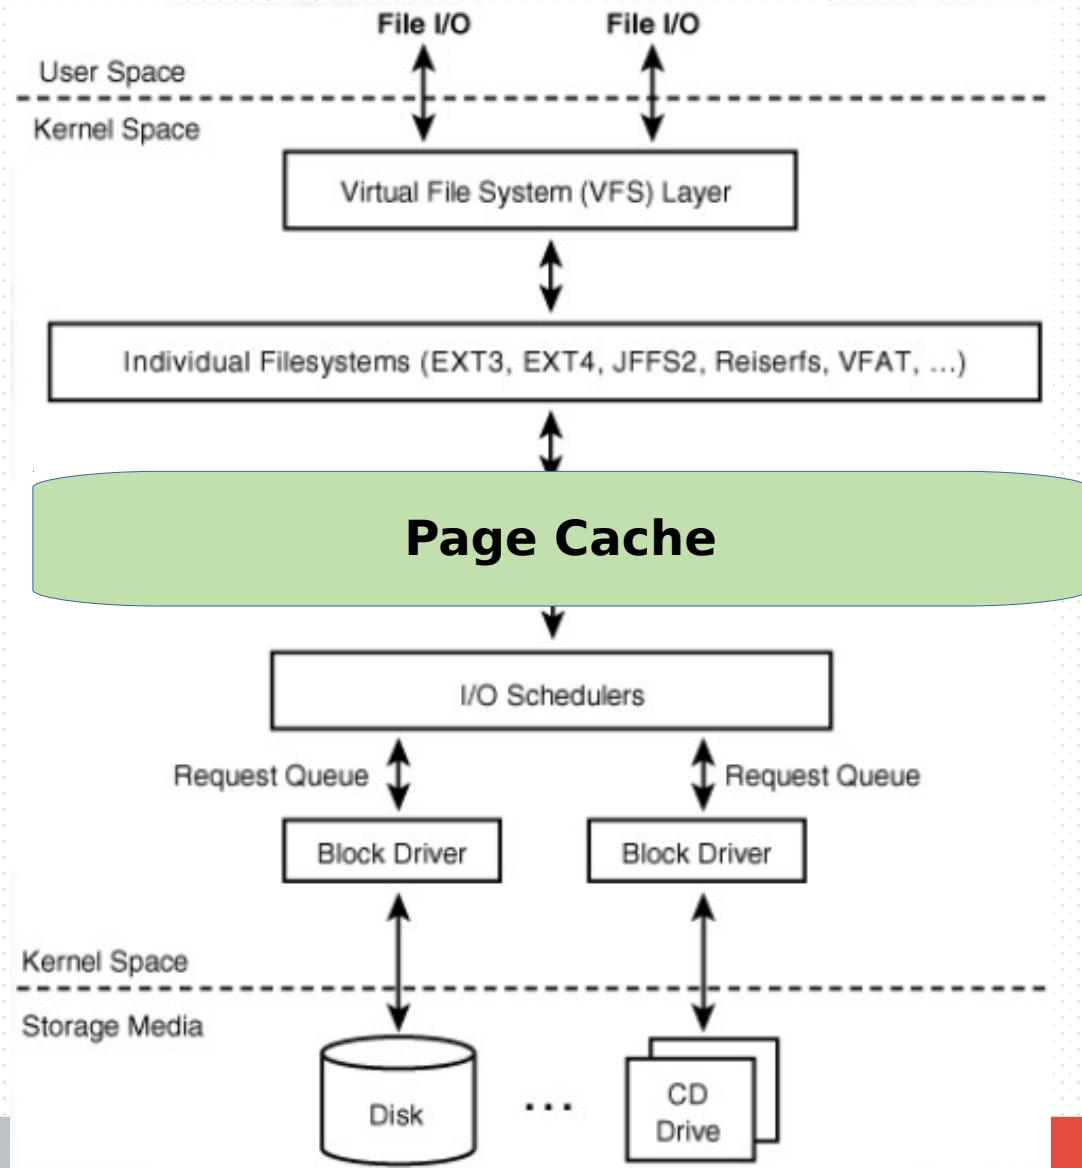 File I/O
File I/O
User Space
Kernel Space
Virtual File System (VFS) Layer
Individual Filesystems (EXT3, EXT4, JFFS2, Reiserfs, VFAT, ...)
Page Cache
I/O Schedulers
Request Queue
Request Queue
Block Driver
Block Driver
Kernel Space
Storage Media
Disk
...
CD
Drive